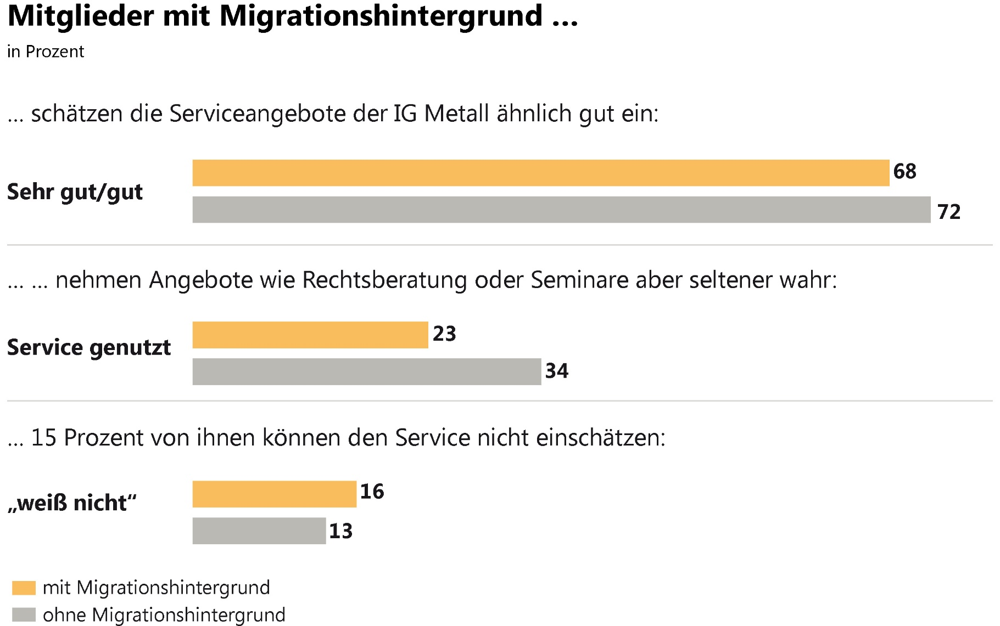 Mitglieder mit Migrationshintergrund ...
in Prozent
... schätzen die Serviceangebote der IG Metall ähnlich gut ein:
Sehr gut/gut
68
72
... ... nehmen Angebote wie Rechtsberatung oder Seminare aber seltener wahr:
Service genutzt
23
34
... 15 Prozent von ihnen können den Service nicht einschätzen:
„weiß nicht“
16
13
mit Migrationshintergrund
ohne Migrationshintergrund